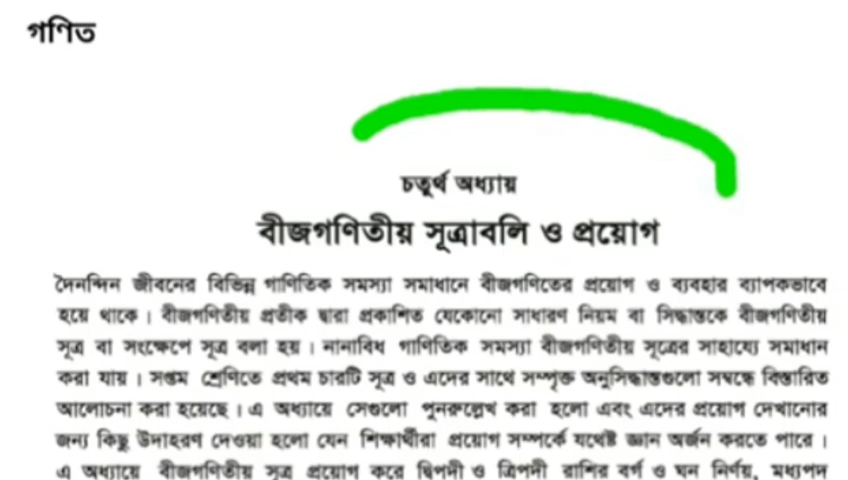 গণিত
চতুর্থ অধ্যায়
বীজগণিতীয় সূত্রাবলি ও প্রয়োগ
দৈনন্দিন জীবনের বিভিন্ন গাণিতিক সমস্যা সমাধানে বীজগণিতের প্রয়োগ ও ব্যবহার ব্যাপকভাবে
হয়ে থাকে। বীজগণিতীয় প্রতীক দ্বারা প্রকাশিত যেকোনো সাধারণ নিয়ম বা সিদ্ধান্তকে বীজগণিতীয়
সূত্র বা সংক্ষেপে সূত্র বলা হয়। নানাবিধ গাণিতিক সমস্যা বীজগণিতীয় সূত্রের সাহায্যে সমাধান
করা যায়। সপ্তম শ্রেণিতে প্রথম চারটি সূত্র ও এদের সাথে সম্পৃক্ত অনুসিদ্ধান্তগুলো সম্বন্ধে বিস্তারিত
আলোচনা করা হয়েছে। এ অধ্যায়ে সেগুলো পুনরুল্লেখ করা হলো এবং এদের প্রয়োগ দেখানোর
জন্য কিছু উদাহরণ দেওয়া হলো যেন শিক্ষার্থীরা প্রয়োগ সম্পর্কে যথেষ্ট জ্ঞান অর্জন করতে পারে।
এ অধ্যায়ে বীজগণিতীয় সূত্র প্রয়োগ করে দ্বিপদী ও ত্রিপদী রাশির বর্গ ও ঘন নির্ণয়, মধ্যপদ